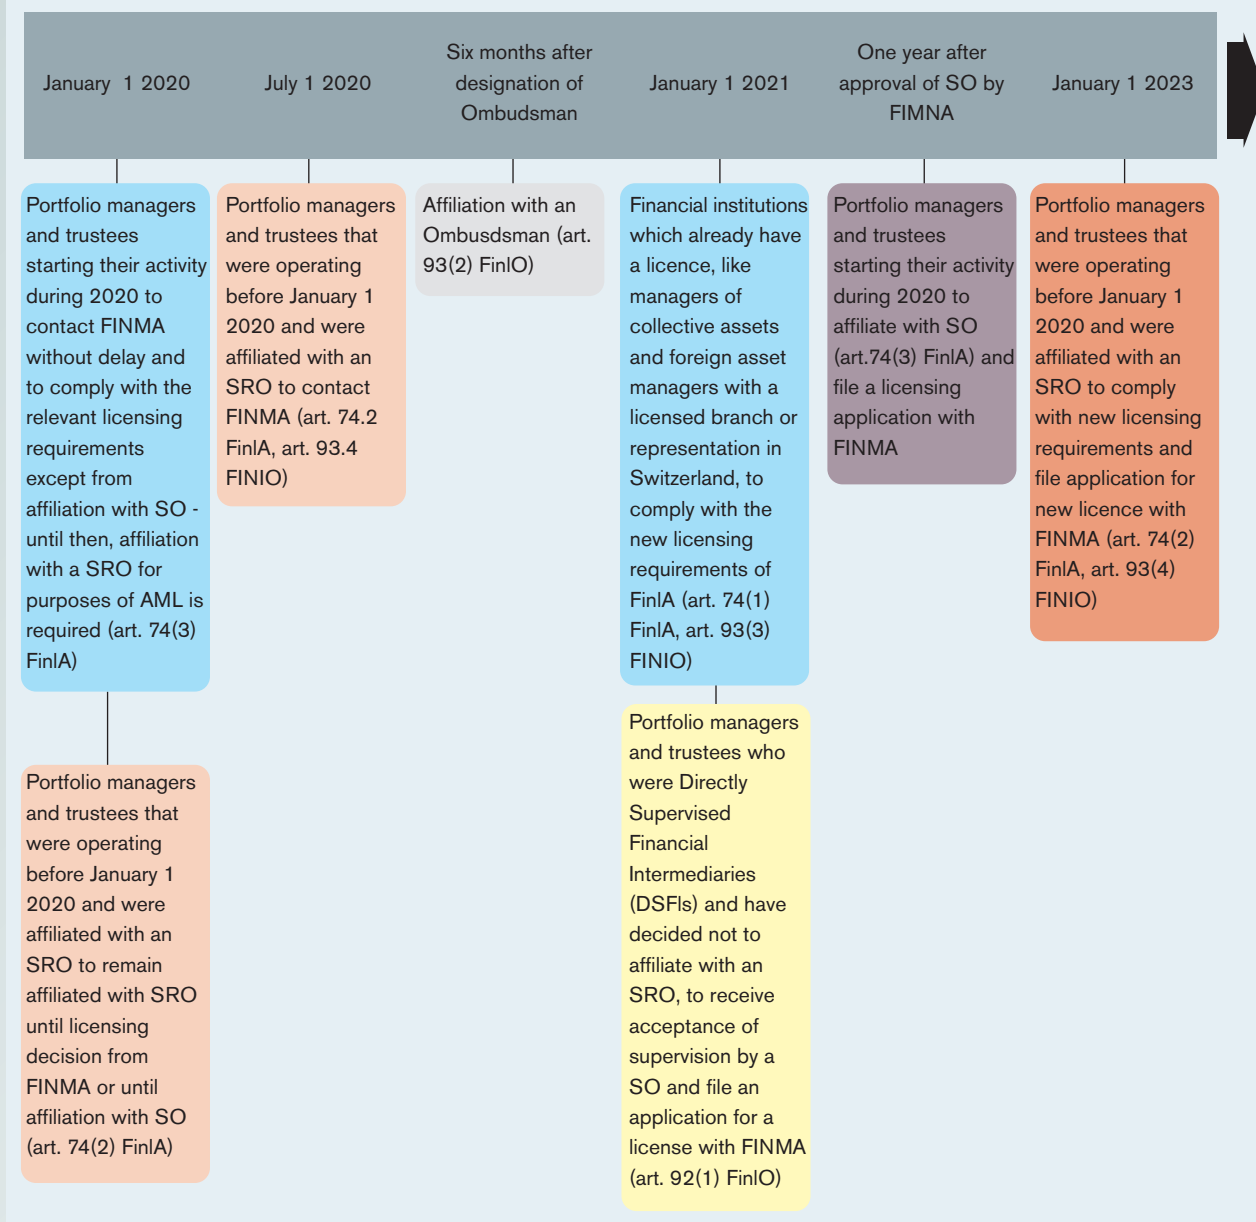 January 1 2020
July 1 2020
Six months after
designation of
Ombudsman
January 1 2021
One year after
approval of SO by
FIMNA
January 1 2023
Portfolio managers
and trustees
starting their activity
during 2020 to
contact FINMA
without delay and
to comply with the
relevant licensing
requirements
except from
affiliation with SO -
until then, affiliation
with a SRO for
purposes of AML is
required (art. 74(3)
FinIA)
Portfolio managers
and trustees that
were operating
before January 1
2020 and were
affiliated with an
SRO to remain
affiliated with SRO
until licensing
decision from
FINMA or until
affiliation with SO
(art. 74(2) FinIA)
Portfolio managers
and trustees that
were operating
before January 1
2020 and were
affiliated with an
SRO to contact
FINMA (art. 74.2
FinIA, art. 93.4
FINIO)
Affiliation with an
Ombusdsman (art.
93(2) FinIO)
Financial institutions
which already have
a licence, like
managers of
collective assets
and foreign asset
managers with a
licensed branch or
representation in
Switzerland, to
comply with the
new licensing
requirements of
FinIA (art. 74(1)
FinIA, art. 93(3)
FINIO)
Portfolio managers
and trustees who
were Directly
Supervised
Financial
Intermediaries
(DSFIs) and have
decided not to
affiliate with an
SRO, to receive
acceptance of
supervision by a
SO and file an
application for a
license with FINMA
(art. 92(1) FinIO)
Portfolio managers
and trustees
starting their activity
during 2020 to
affiliate with SO
(art.74(3) FinIA) and
file a licensing
application with
FINMA
Portfolio managers
and trustees that
were operating
before January 1
2020 and were
affiliated with an
SRO to comply
with new licensing
requirements and
file application for
new licence with
FINMA (art. 74(2)
FinIA, art. 93(4)
FINIO)